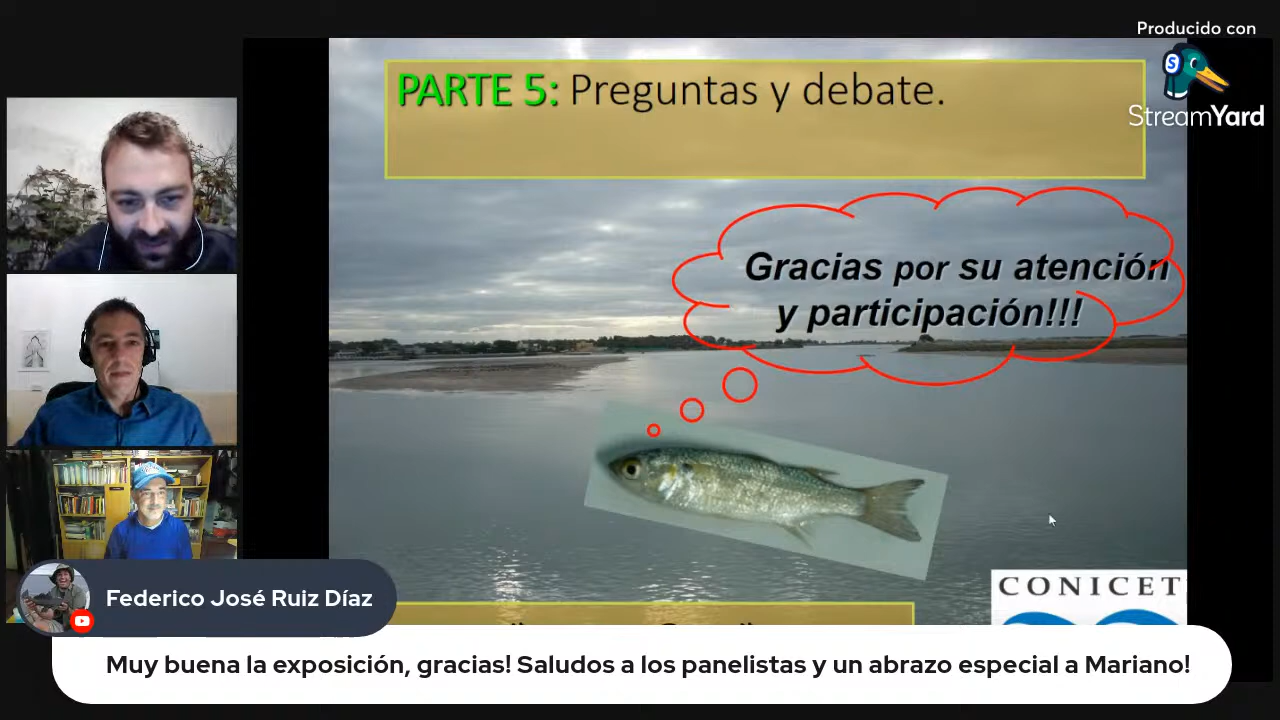 Producido con
StreamYard
PARTE 5: Preguntas y debate.
Gracias por su atención
y participación!!!
CONICET
Federico José Ruiz Díaz
Muy buena la exposición, gracias! Saludos a los panelistas y un abrazo especial a Mariano!